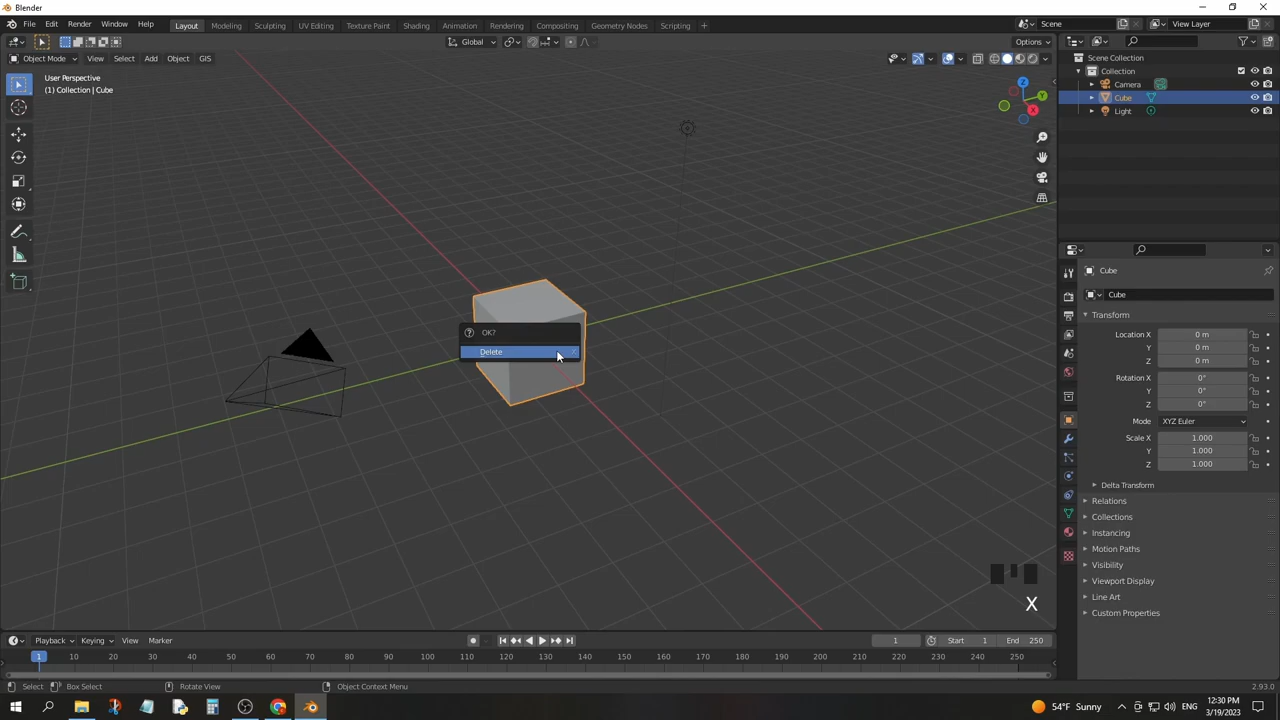 Blender
File Edit Render Window Help Layout Modeling Sculpting UV Editing Texture Paint Shading Animation Rendering Compositing Geometry Nodes Scripting + Scene View Layer
Global Options
Object Mode View Select Add Object GIS
User Perspective
(1) Collection | Cube
Z
Y
X
OK?
Delete X
X
Scene Collection
Collection
Camera
Cube
Light
Cube
Cube
Transform
Location X 0 m
Y 0 m
Z 0 m
Rotation X 0°
Y 0°
Z 0°
Mode XYZ Euler
Scale X 1.000
Y 1.000
Z 1.000
Delta Transform
Relations
Collections
Instancing
Motion Paths
Visibility
Viewport Display
Line Art
Custom Properties
Playback Keying View Marker 1 Start 1 End 250
1 10 20 30 40 50 60 70 80 90 100 110 120 130 140 150 160 170 180 190 200 210 220 230 240 250
Select Box Select Rotate View Object Context Menu 2.93.0
54°F Sunny ENG 12:30 PM
3/19/2023